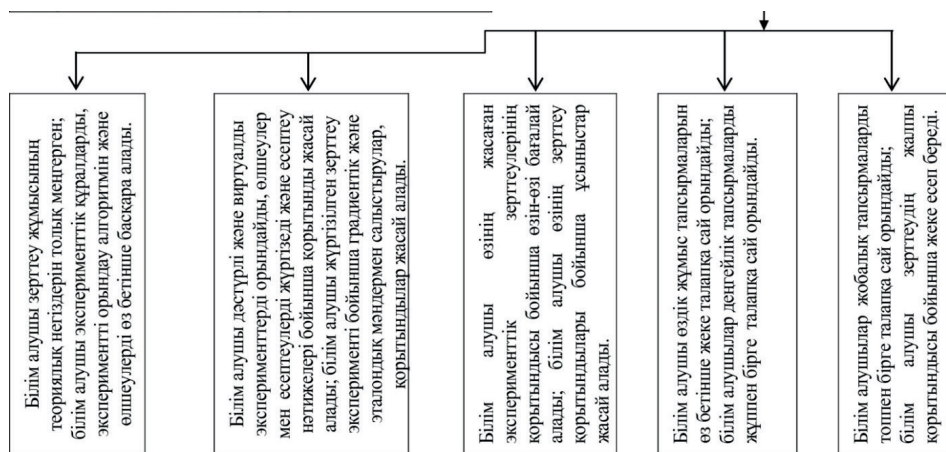 Білім алушы зерттеу жұмысының
теориялық негіздерін толық меңгерген;
білім алушы эксперименттік құралдарды,
экспериментті орындау алгоритмін және
өлшеулерді өз бетінше басқара алады.
Білім алушы дәстүрлі және виртуалды
эксперименттерді орындайды, өлшеулер
мен есептеулерді жүргізеді және есептеу
нәтижелері бойынша қорытынды жасай
алады; білім алушы жүргізілген зерттеу
эксперименті бойынша градиентік және
эталондық мәндермен салыстырулар,
қорытындылар жасай алады.
Білім алушы өзінің жасаған
эксперименттік зерттеулерінің
қорытындысы бойынша өзін-өзі бағалай
алады; білім алушы өзінің зерттеу
қорытындылары бойынша ұсыныстар
жасай алады.
Білім алушы өздік жұмыс тапсырмаларын
өз бетінше жеке талапқа сай орындайды;
білім алушылар деңгейлік тапсырмаларды
жұппен бірге талапқа сай орындайды.
Білім алушылар жобалық тапсырмаларды
топпен бірге талапқа сай орындайды;
білім алушы зерттеудің жалпы
қорытындысы бойынша жеке есеп береді.